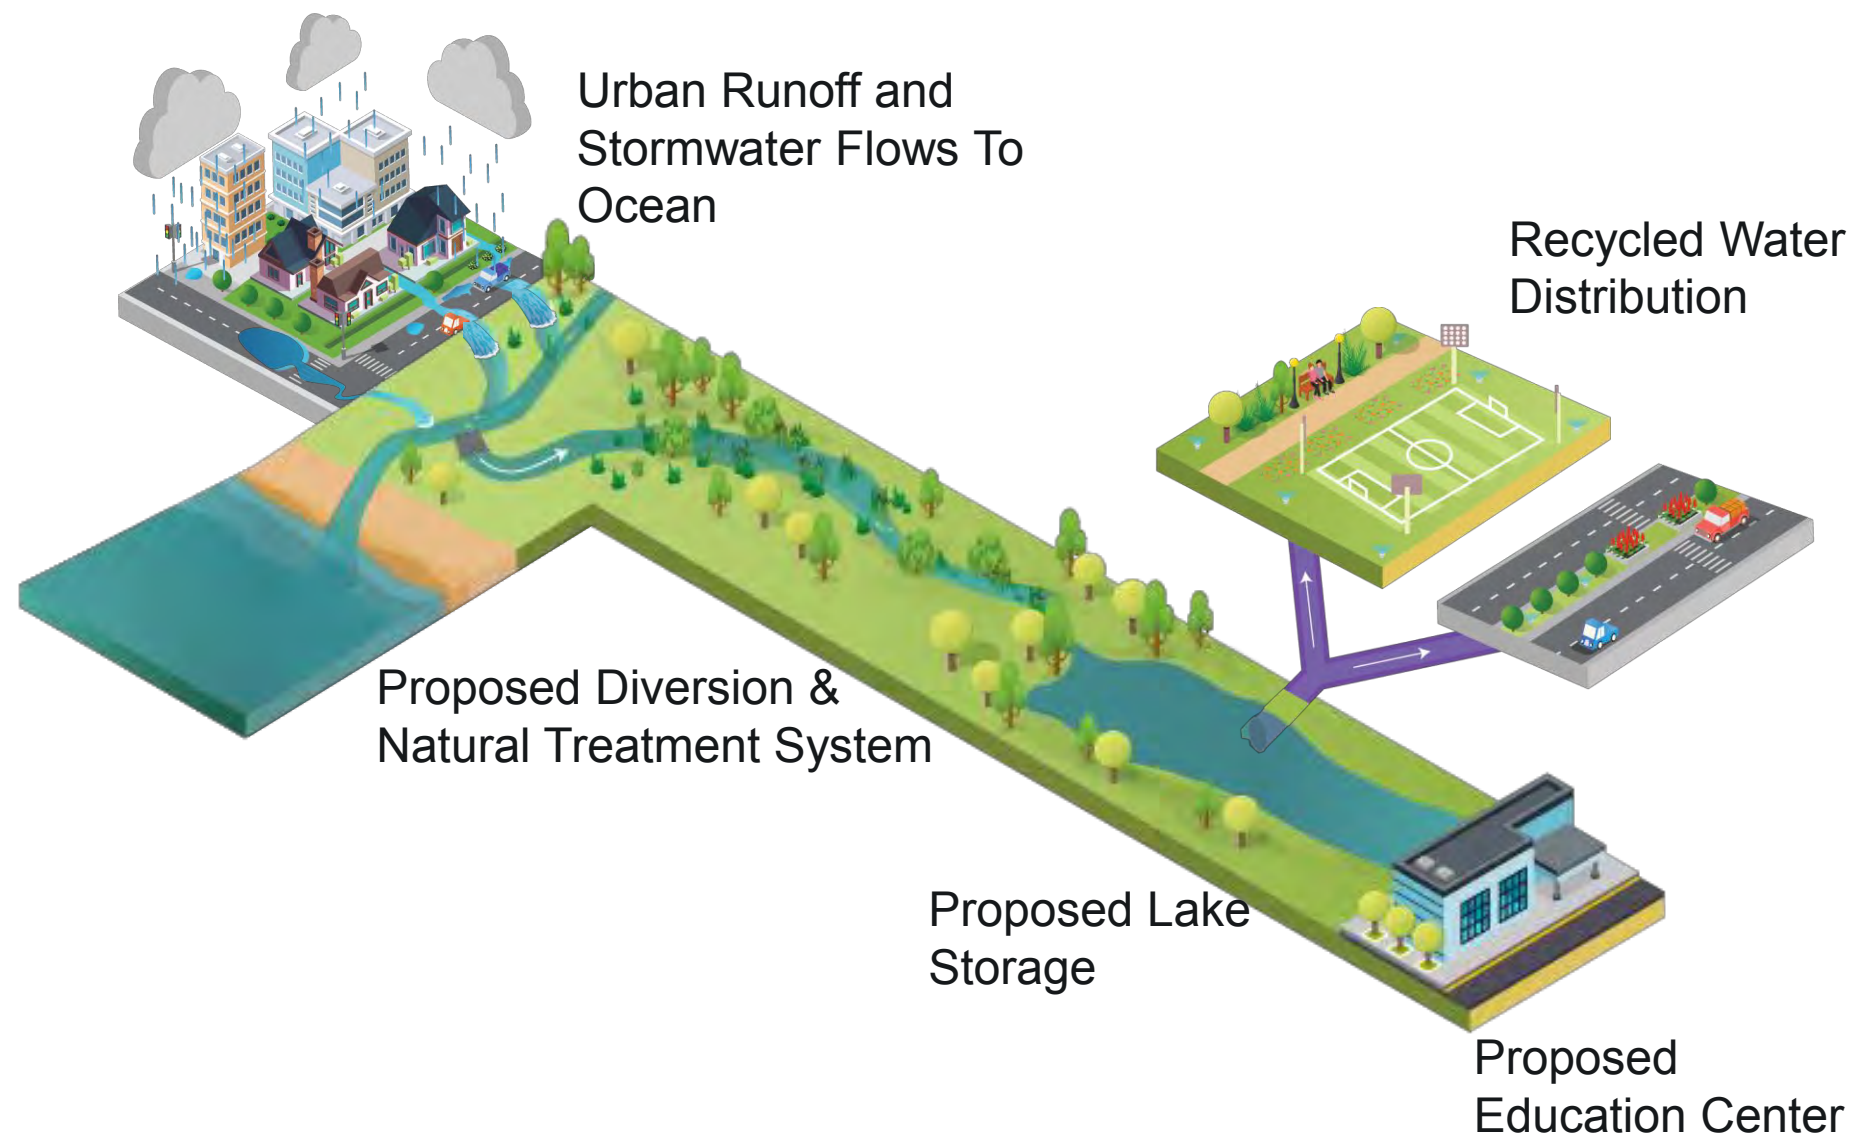 Urban Runoff and
Stormwater Flows To
Ocean
Recycled Water
Distribution
Proposed Diversion &
Natural Treatment System
Proposed Lake
Storage
Proposed
Education Center